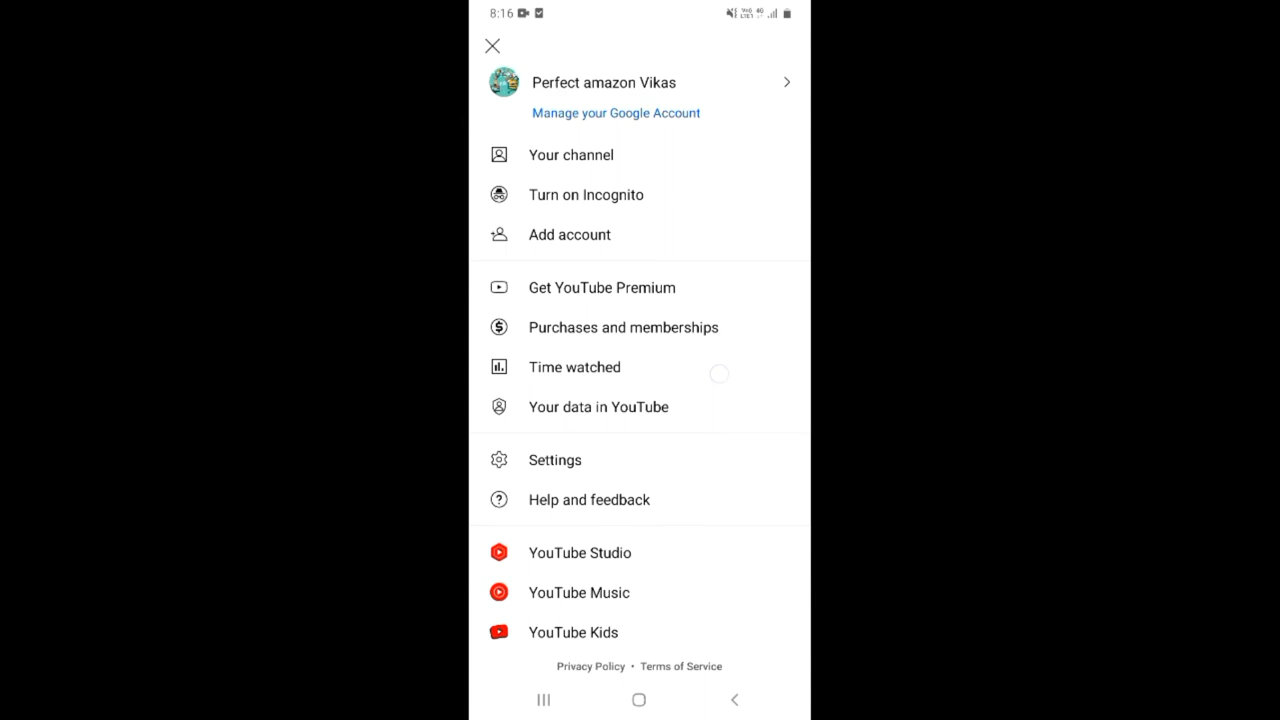 8:16
Perfect amazon Vikas
Manage your Google Account
Your channel
Turn on Incognito
Add account
Get YouTube Premium
Purchases and memberships
Time watched
Your data in YouTube
Settings
Help and feedback
YouTube Studio
YouTube Music
YouTube Kids
Privacy Policy • Terms of Service